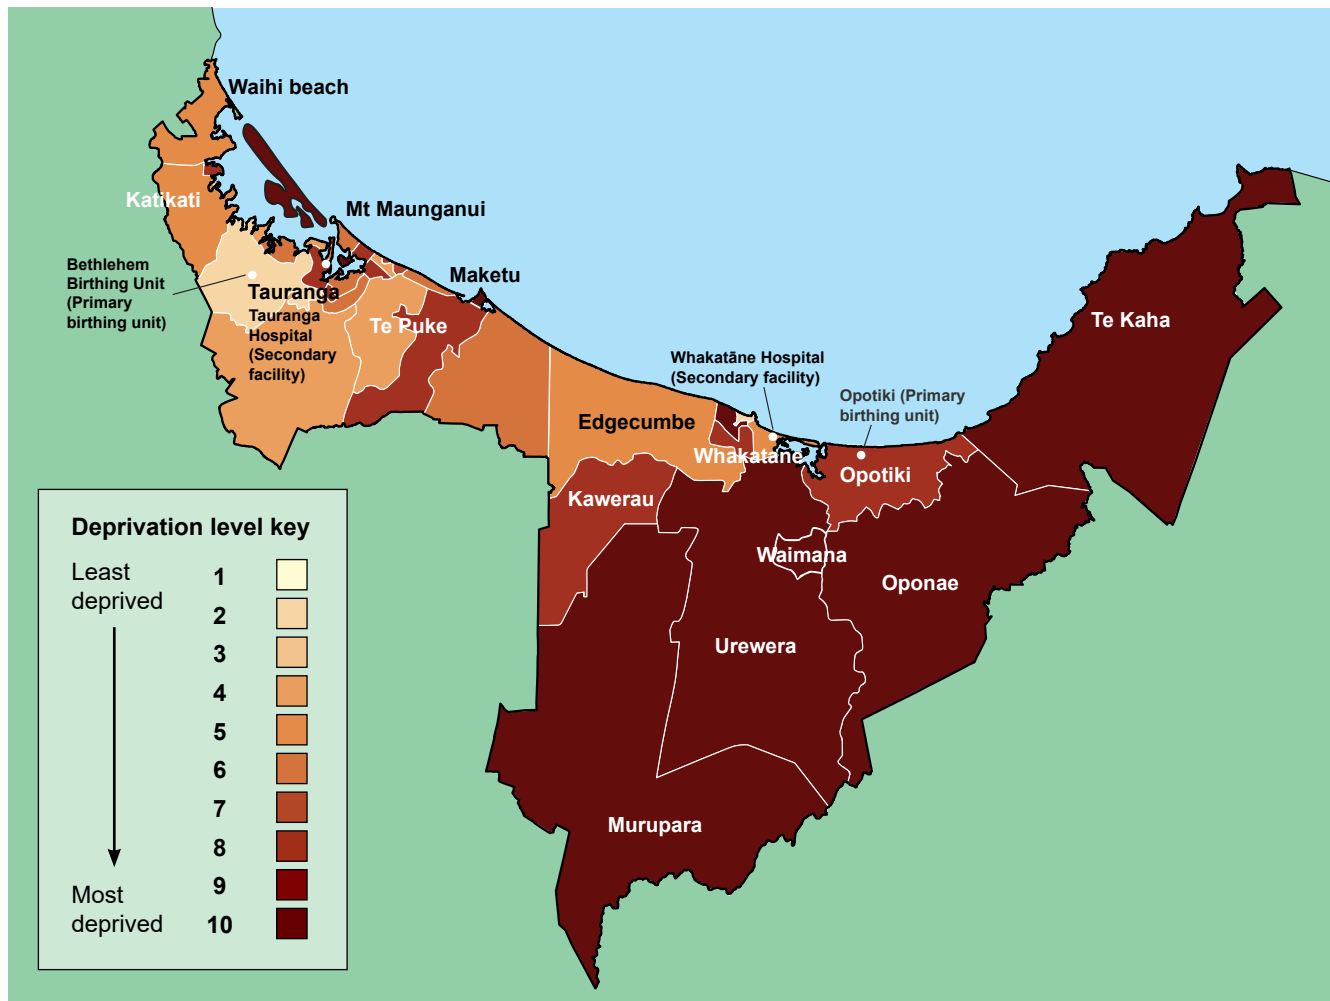 Waihi beach
Katikati
Mt Maunganui
Bethlehem
Birthing Unit
(Primary
birthing unit)
Tauranga
Tauranga
Hospital
(Secondary
facility)
Maketu
Te Puke
Te Kaha
Whakatāne Hospital
(Secondary facility)
Opotiki (Primary
birthing unit)
Edgecumbe
Whakatane
Opotiki
Kawerau
Waimana
Oponae
Urewera
Murupara
Deprivation level key
Least
deprived
1
2
3
4
5
6
7
8
9
10
Most
deprived